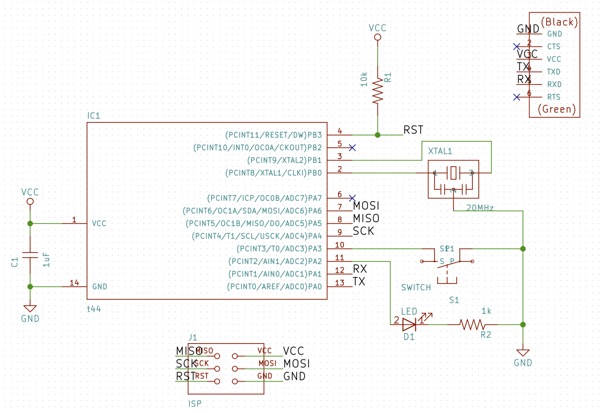 VCC
10k
R1
RST
(Black)
GND
GND
2
CTS
VCC
VCC
TX
TXD
RX
RXD
6
RTS
(Green)
IC1
(PCINT11/RESET/DW)PB3
4
(PCINT10/INT0/OC0A/CKOUT)PB2
5
(PCINT9/XTAL2)PB1
3
(PCINT8/XTAL1/CLKI)PB0
2
(PCINT7/ICP/OC0B/ADC7)PA7
6
(PCINT6/OC1A/SDA/MOSI/ADC6)PA6
7
MOSI
(PCINT5/OC1B/MISO/DO/ADC5)PA5
8
MISO
(PCINT4/T1/SCL/USCK/ADC4)PA4
9
SCK
(PCINT3/T0/ADC3)PA3
10
(PCINT2/AIN1/ADC2)PA2
11
(PCINT1/AIN0/ADC1)PA1
12
RX
(PCINT0/AREF/ADC0)PA0
13
TX
1
VCC
14
GND
t44
VCC
C1
1uF
GND
XTAL1
20MHz
SWITCH
S1
LED
2
1
D1
1k
R2
GND
J1
MISO
MISO
VCC
VCC
SCK
SCK
MOSI
MOSI
RST
RST
GND
GND
ISP